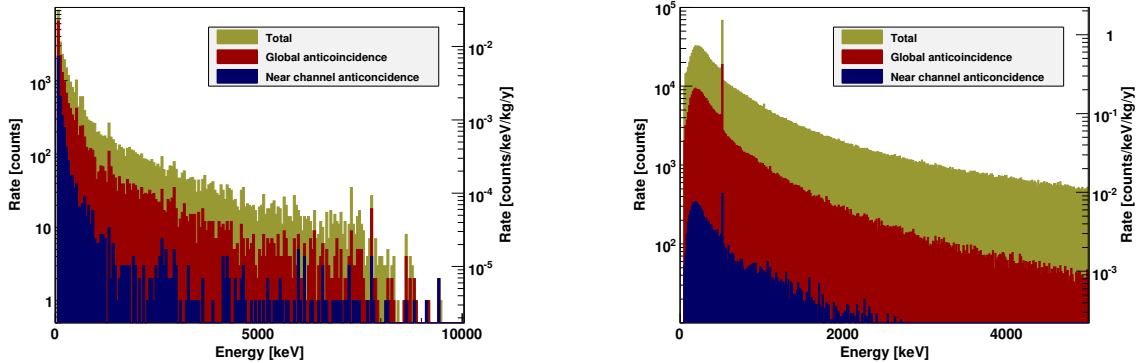 Rate [counts]
10³
10²
10
1
0
5000
10000
Energy [keV]
10⁻²
10⁻³
10⁻⁴
10⁻⁵
Rate [counts/keV/kg/y]
Total
Global anticoincidence
Near channel anticoncidence
Rate [counts]
10⁵
10⁴
10³
10²
0
2000
4000
Energy [keV]
1
10⁻¹
10⁻²
10⁻³
Rate [counts/keV/kg/y]
Total
Global anticoincidence
Near channel anticoncidence